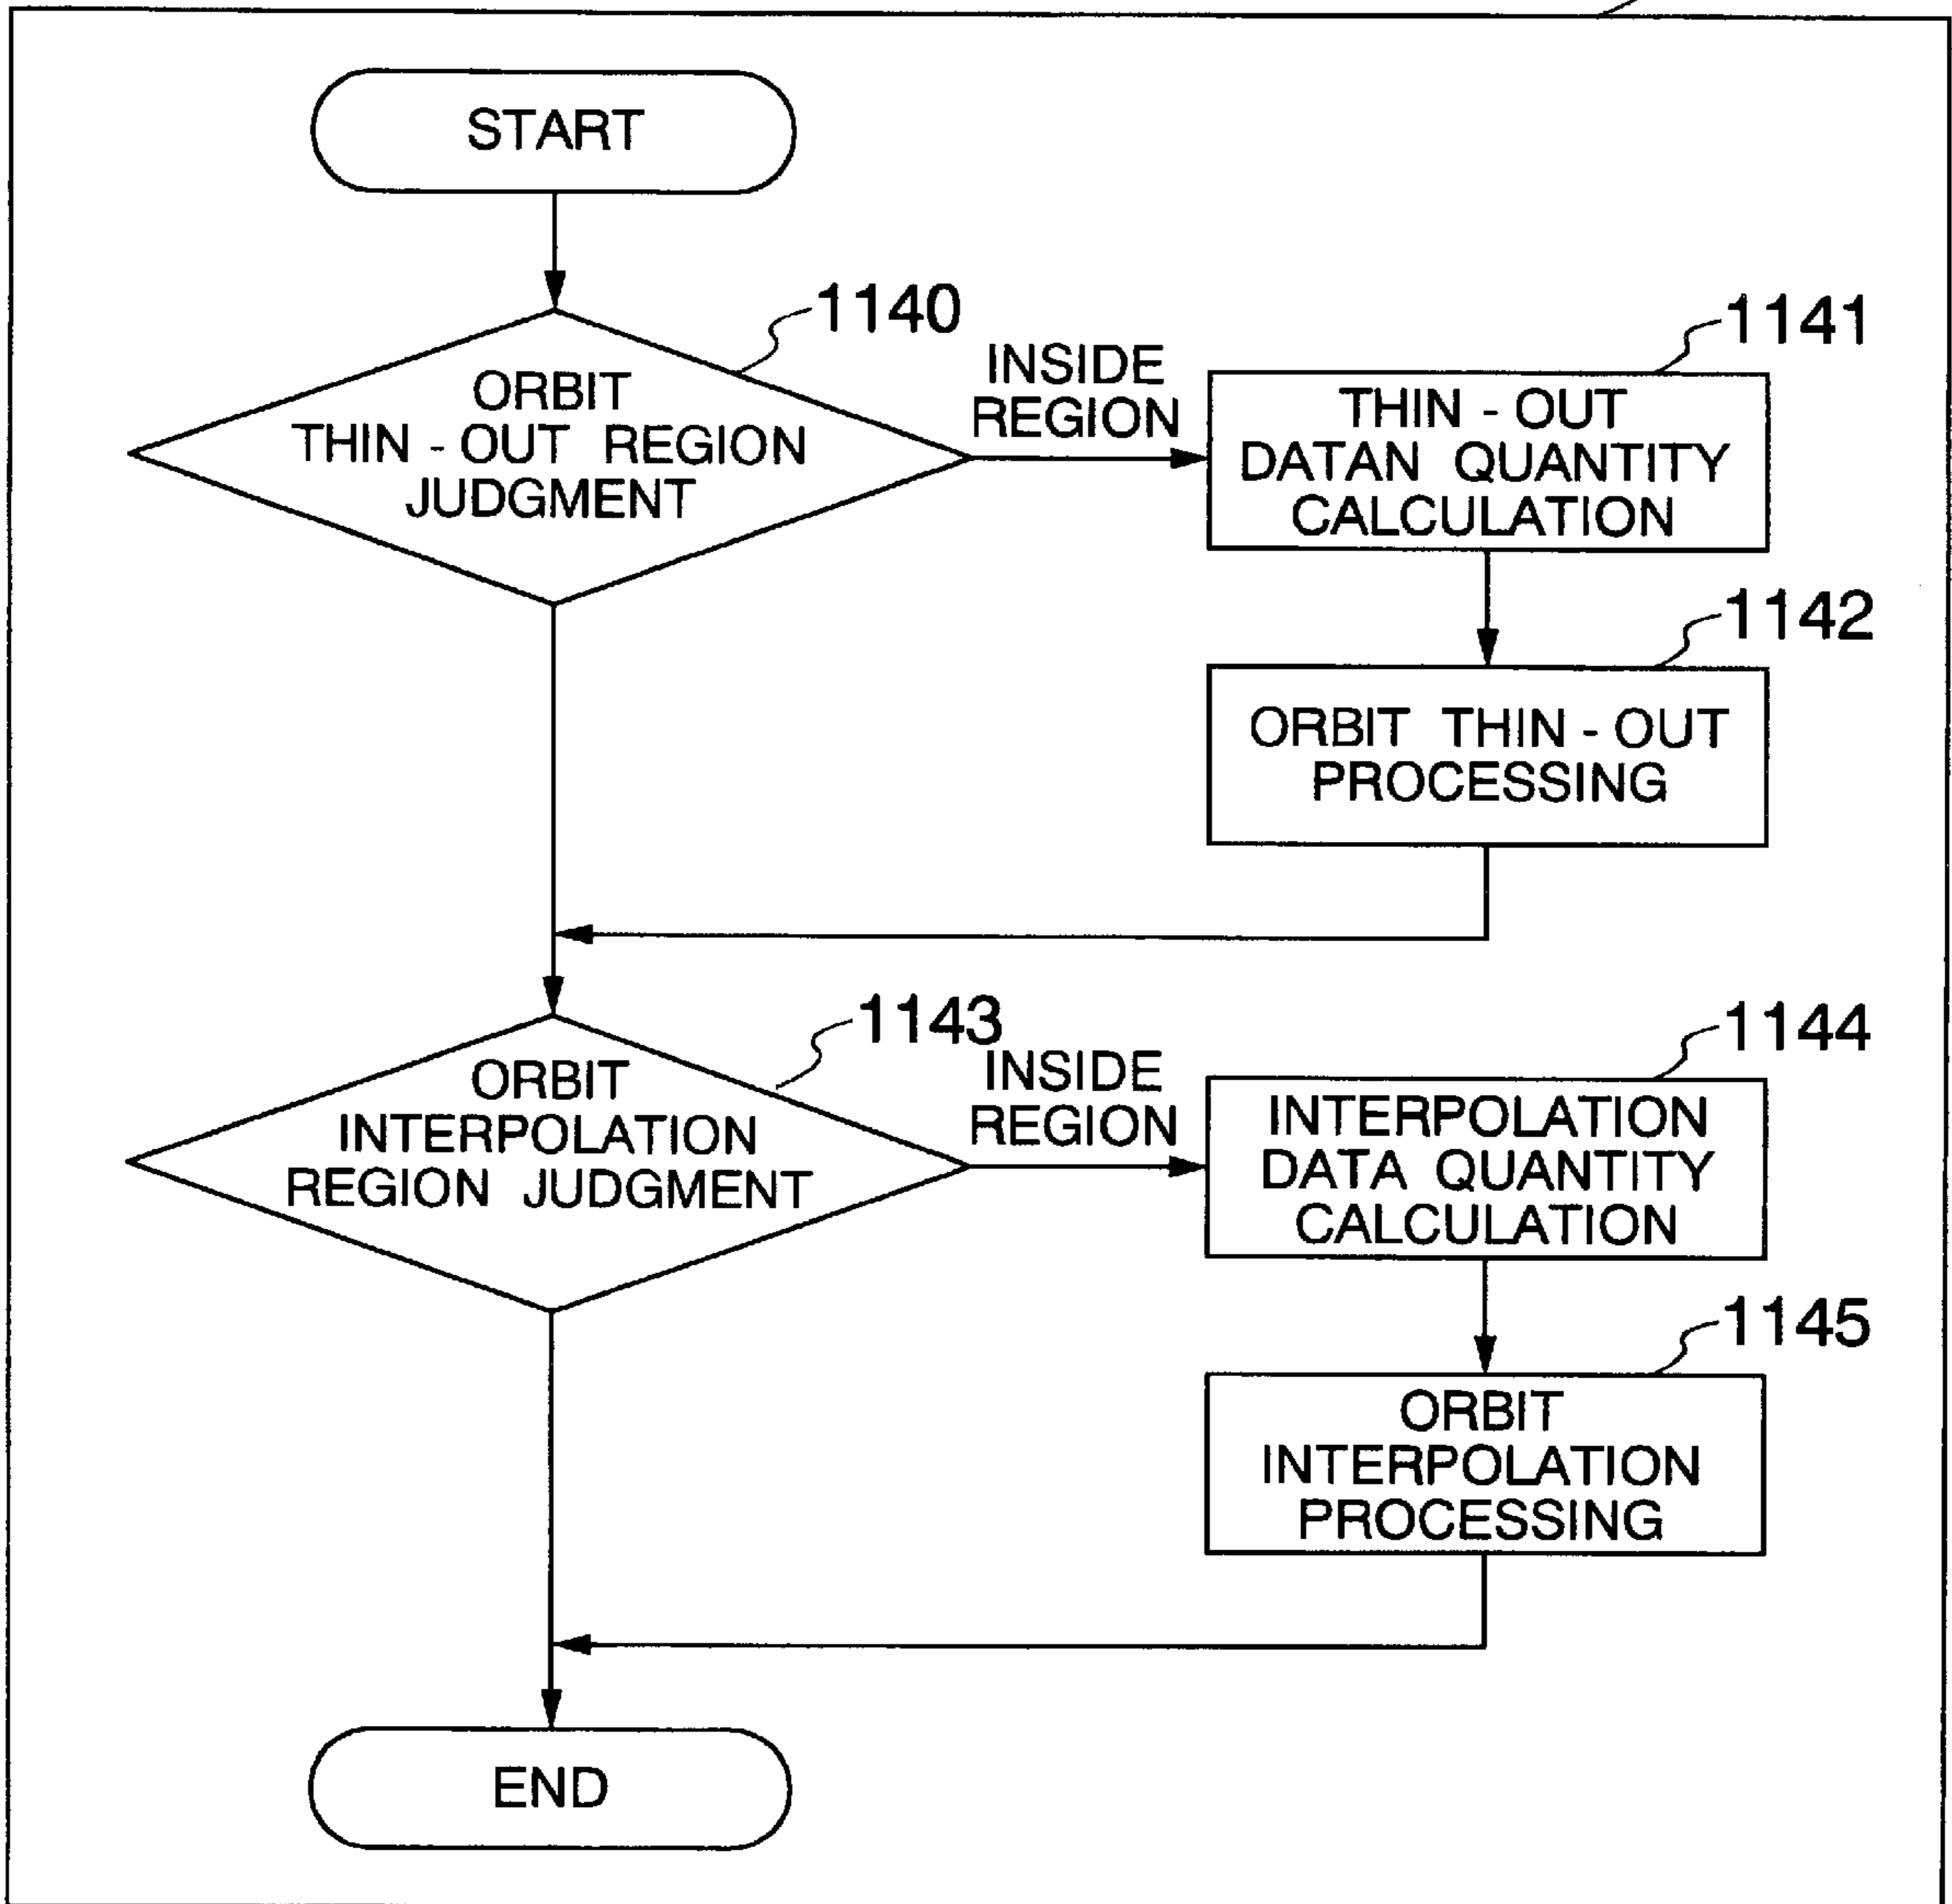 START
1140
ORBIT
THIN - OUT REGION
JUDGMENT
INSIDE
REGION
1141
THIN - OUT
DATAN QUANTITY
CALCULATION
1142
ORBIT THIN - OUT
PROCESSING
1143
ORBIT
INTERPOLATION
REGION JUDGMENT
INSIDE
REGION
1144
INTERPOLATION
DATA QUANTITY
CALCULATION
1145
ORBIT
INTERPOLATION
PROCESSING
END